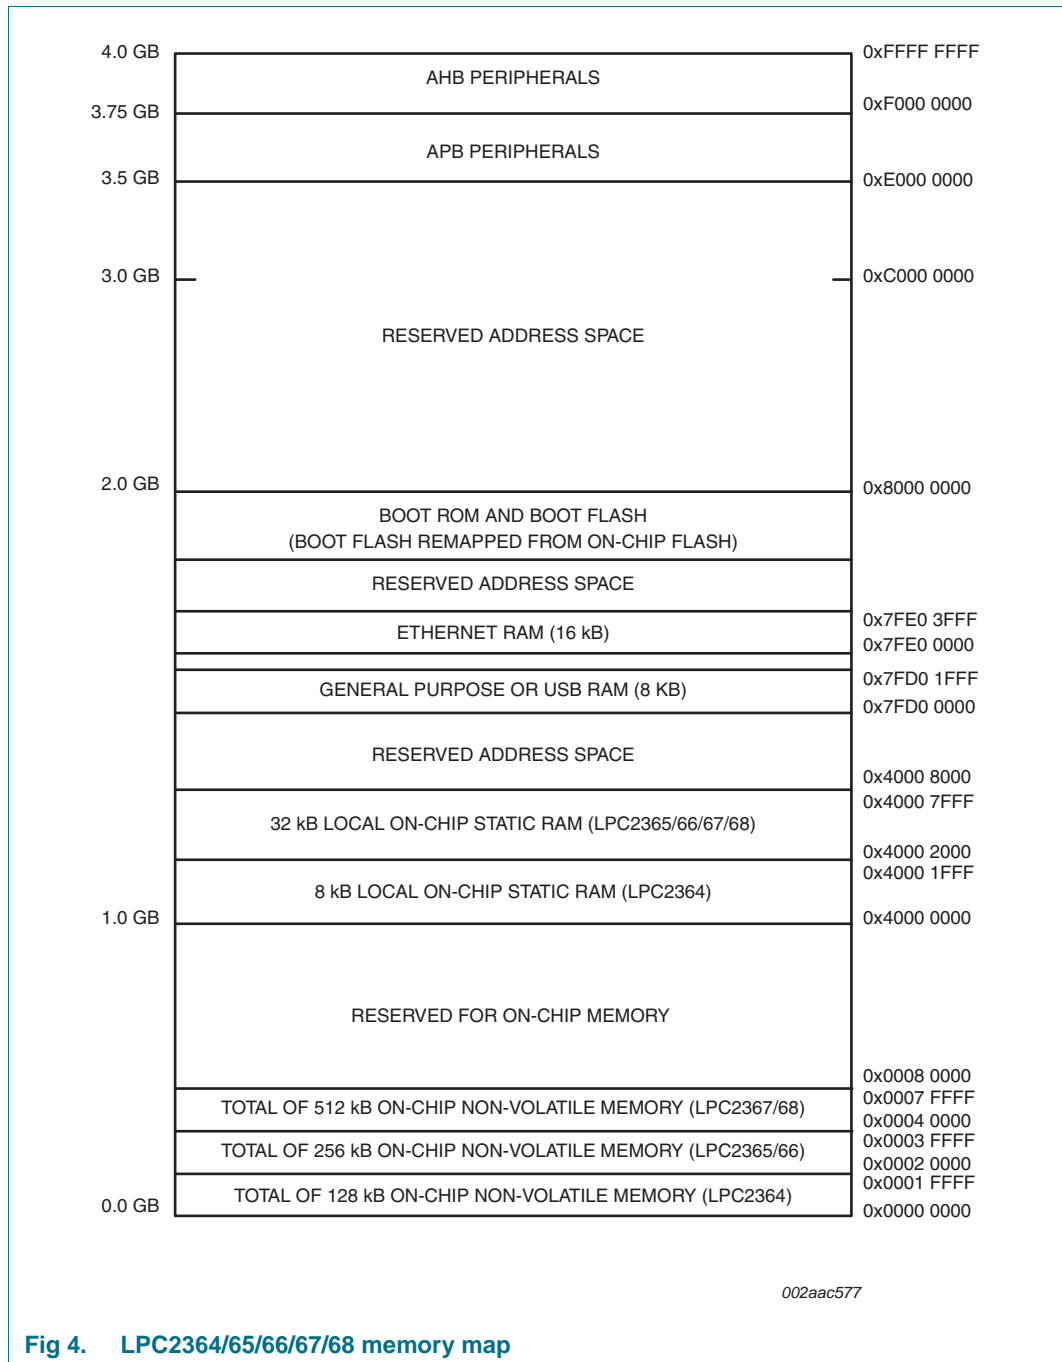 4.0 GB
0xFFFF FFFF
AHB PERIPHERALS
3.75 GB
0xF000 0000
APB PERIPHERALS
3.5 GB
0xE000 0000
3.0 GB
0xC000 0000
RESERVED ADDRESS SPACE
2.0 GB
0x8000 0000
BOOT ROM AND BOOT FLASH
(BOOT FLASH REMAPPED FROM ON-CHIP FLASH)
RESERVED ADDRESS SPACE
0x7FE0 3FFF
ETHERNET RAM (16 kB)
0x7FE0 0000
0x7FD0 1FFF
GENERAL PURPOSE OR USB RAM (8 KB)
0x7FD0 0000
RESERVED ADDRESS SPACE
0x4000 8000
0x4000 7FFF
32 kB LOCAL ON-CHIP STATIC RAM (LPC2365/66/67/68)
0x4000 2000
0x4000 1FFF
8 kB LOCAL ON-CHIP STATIC RAM (LPC2364)
1.0 GB
0x4000 0000
RESERVED FOR ON-CHIP MEMORY
0x0008 0000
0x0007 FFFF
TOTAL OF 512 kB ON-CHIP NON-VOLATILE MEMORY (LPC2367/68)
0x0004 0000
0x0003 FFFF
TOTAL OF 256 kB ON-CHIP NON-VOLATILE MEMORY (LPC2365/66)
0x0002 0000
0x0001 FFFF
TOTAL OF 128 kB ON-CHIP NON-VOLATILE MEMORY (LPC2364)
0.0 GB
0x0000 0000
002aac577
Fig 4. LPC2364/65/66/67/68 memory map